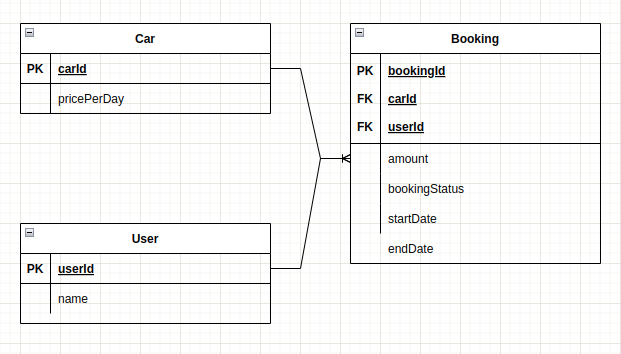 Car
PK carId
pricePerDay
Booking
PK bookingId
FK carId
FK userId
amount
bookingStatus
startDate
endDate
User
PK userId
name